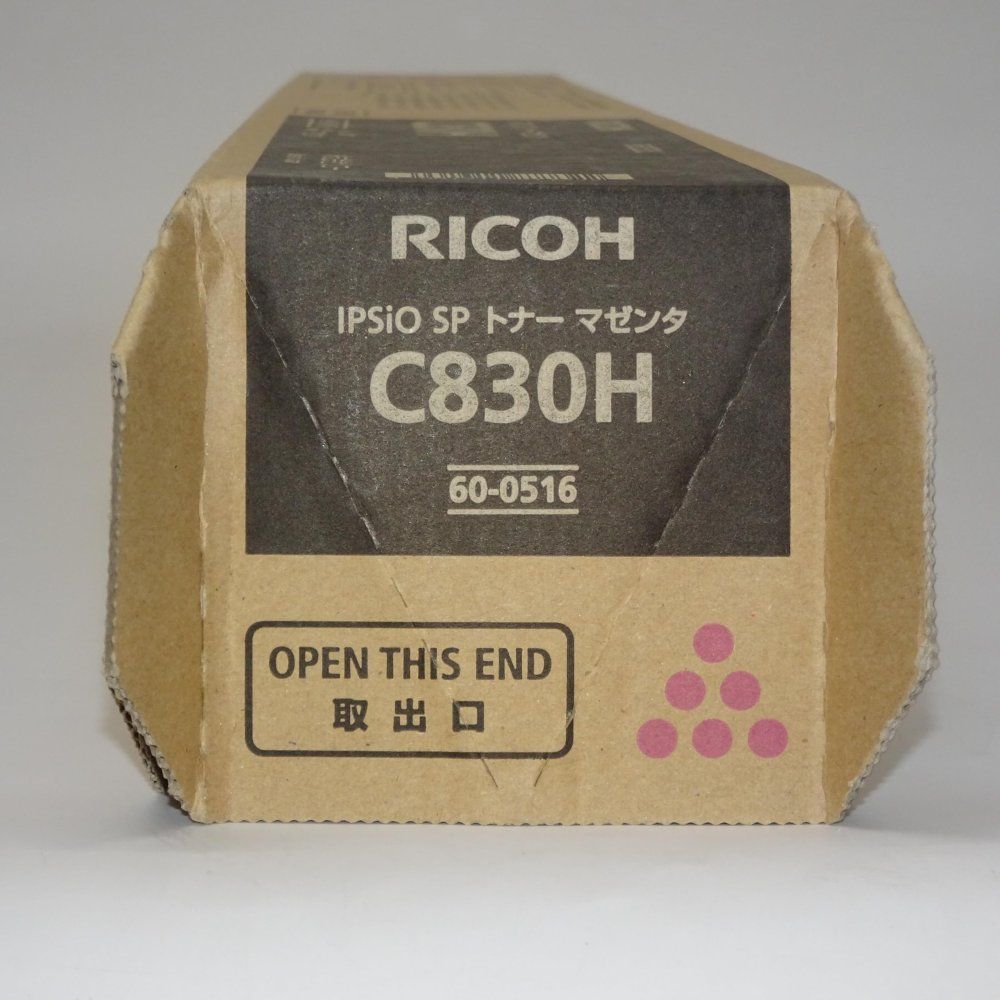 RICOH
IPSiO SP トナー マゼンタ
C830H
60-0516
OPEN THIS END
取出口